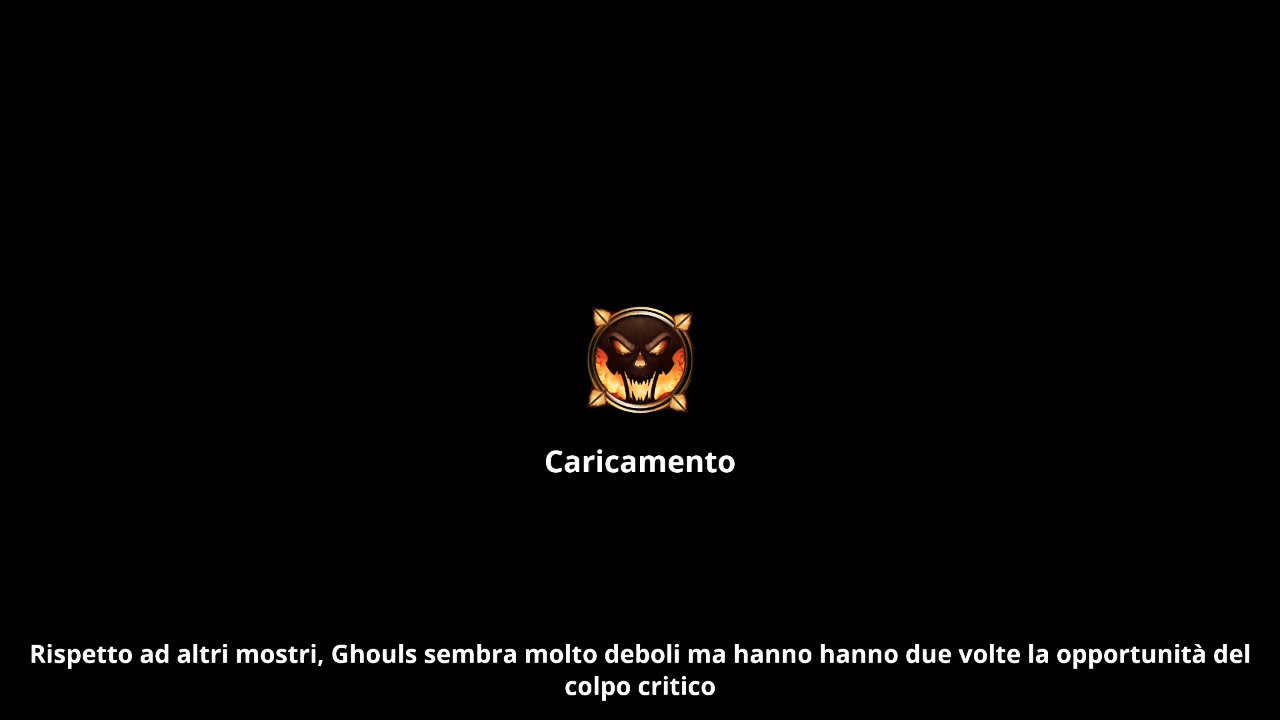 Caricamento
Rispetto ad altri mostri, Ghouls sembra molto deboli ma hanno hanno due volte la opportunità del
colpo critico